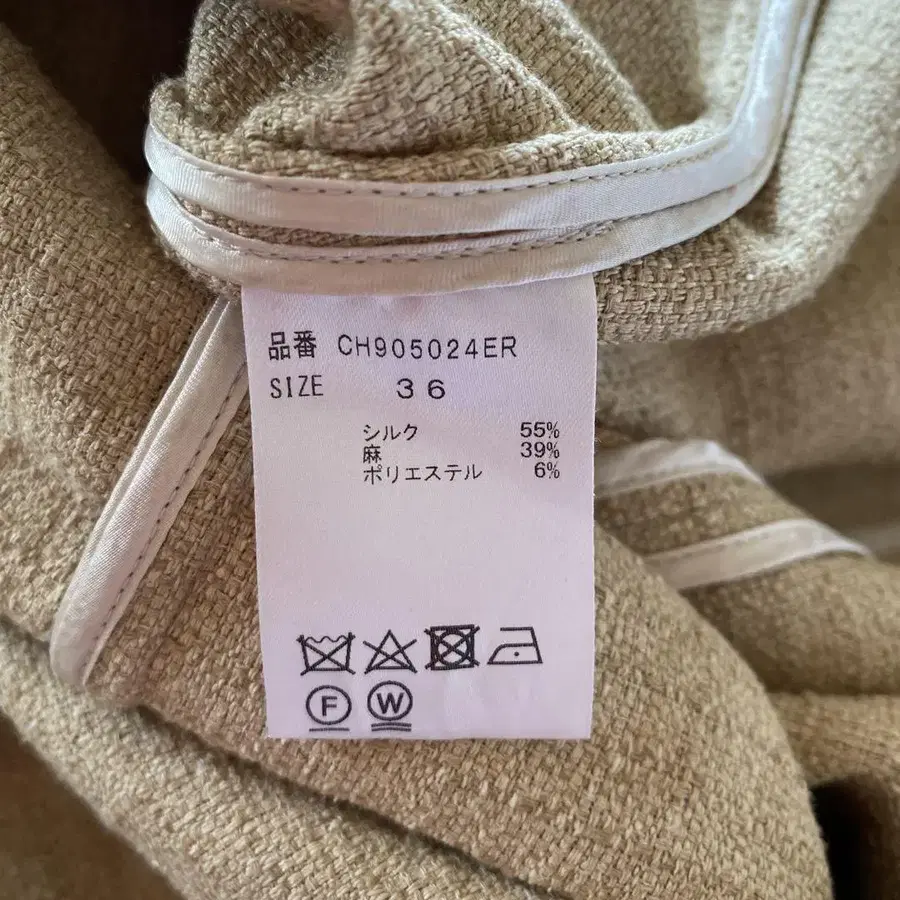 品番 CH905024ER
SIZE 36
シルク 55%
麻 39%
ポリエステル 6%
F W